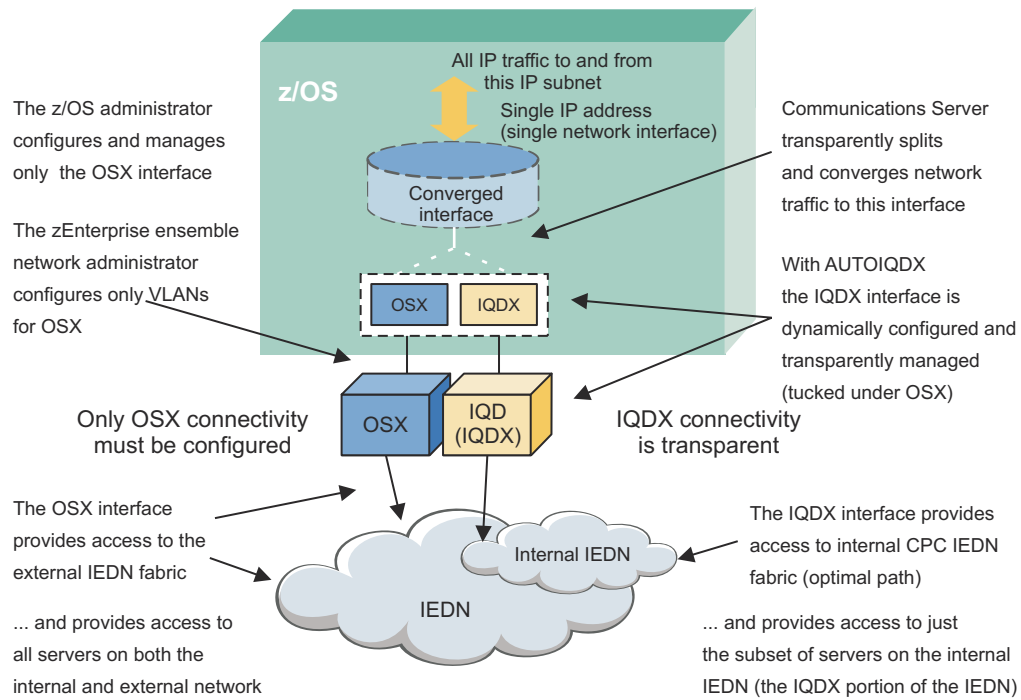 z/OS
All IP traffic to and from
this IP subnet
Single IP address
(single network interface)
Converged
interface
The z/OS administrator
configures and manages
only the OSX interface
The zEnterprise ensemble
network administrator
configures only VLANs
for OSX
Communications Server
transparently splits
and converges network
traffic to this interface
With AUTOIQDX
the IQDX interface is
dynamically configured and
transparently managed
(tucked under OSX)
OSX
IQDX
Only OSX connectivity
must be configured
OSX
IQD
(IQDX)
IQDX connectivity
is transparent
The OSX interface
provides access to the
external IEDN fabric
... and provides access to
all servers on both the
internal and external network
Internal IEDN
IEDN
The IQDX interface provides
access to internal CPC IEDN
fabric (optimal path)
... and provides access to just
the subset of servers on the internal
IEDN (the IQDX portion of the IEDN)